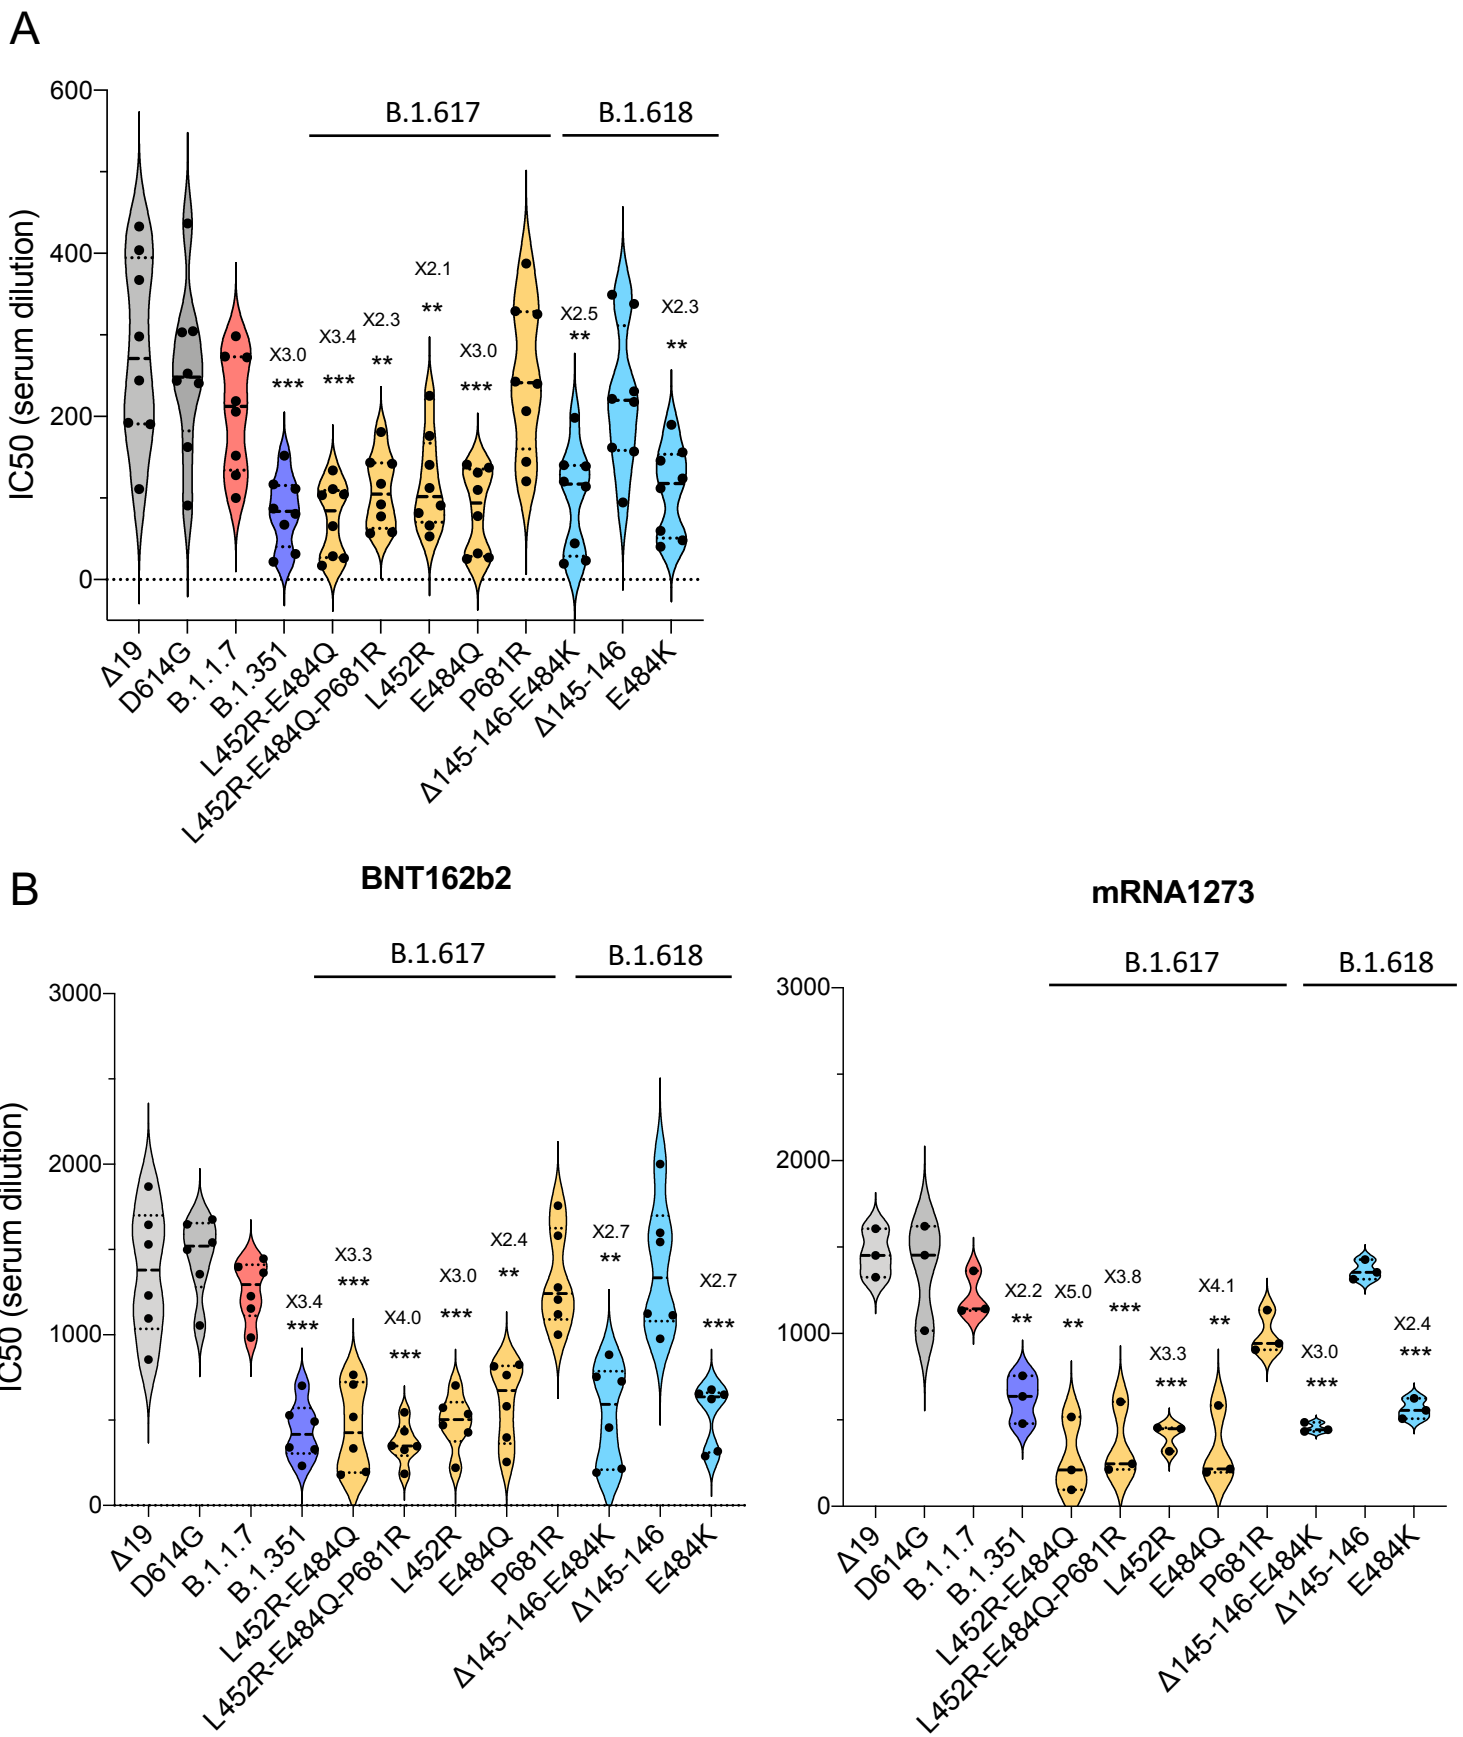 A
B.1.617
B.1.618
IC50 (serum dilution)
600
400
200
0
X3.0
***
X3.4
***
X2.3
**
X2.1
**
X3.0
***
X2.5
**
X2.3
**
Δ19
D614G
B.1.1.7
B.1.351
L452R-E484Q
L452R-E484Q-P681R
L452R
E484Q
P681R
Δ145-146-E484K
Δ145-146
E484K
B
BNT162b2
B.1.617
B.1.618
IC50 (serum dilution)
3000
2000
1000
0
X3.4
***
X3.3
***
X4.0
***
X3.0
***
X2.4
**
X2.7
**
X2.7
***
Δ19
D614G
B.1.1.7
B.1.351
L452R-E484Q
L452R-E484Q-P681R
L452R
E484Q
P681R
Δ145-146-E484K
Δ145-146
E484K
mRNA1273
B.1.617
B.1.618
3000
2000
1000
0
X2.2
**
X5.0
**
X3.8
***
X3.3
***
X4.1
**
X3.0
***
X2.4
***
Δ19
D614G
B.1.1.7
B.1.351
L452R-E484Q
L452R-E484Q-P681R
L452R
E484Q
P681R
Δ145-146-E484K
Δ145-146
E484K